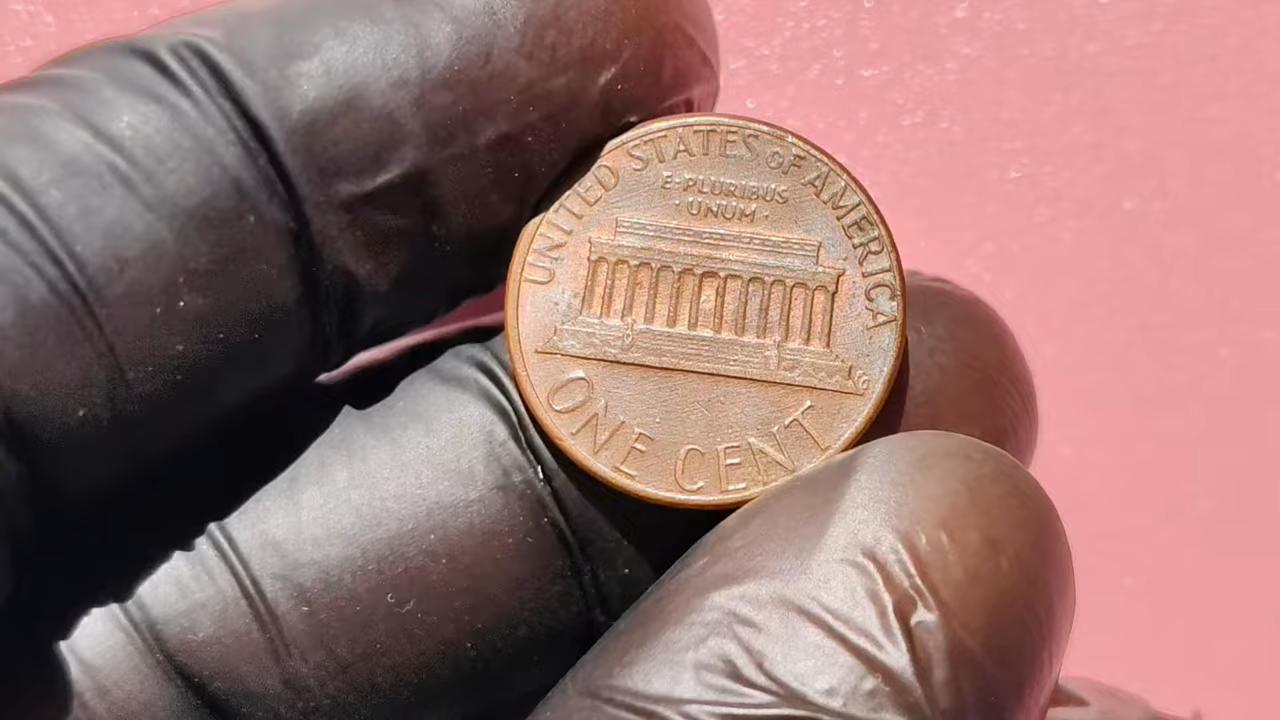 UNITED STATES OF AMERICA
E·PLURIBUS
·UNUM·
ONE CENT